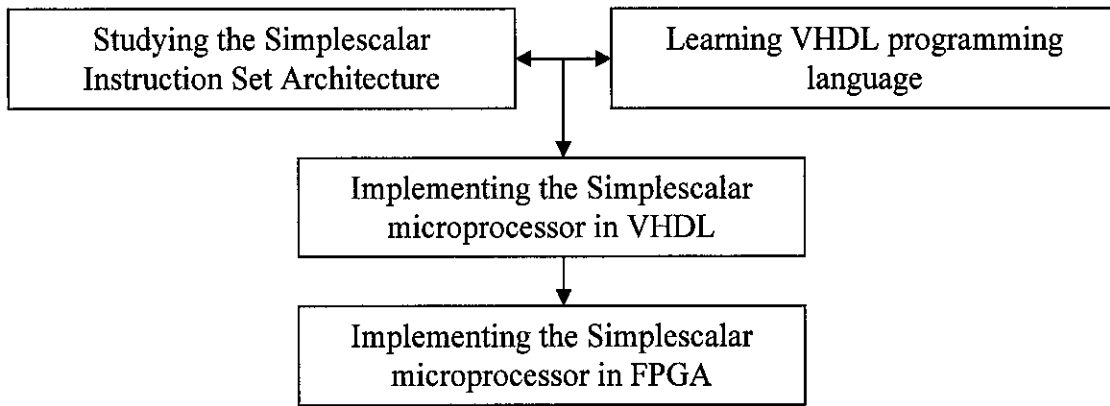 Studying the Simplescalar
Instruction Set Architecture
Learning VHDL programming
language
Implementing the Simplescalar
microprocessor in VHDL
Implementing the Simplescalar
microprocessor in FPGA